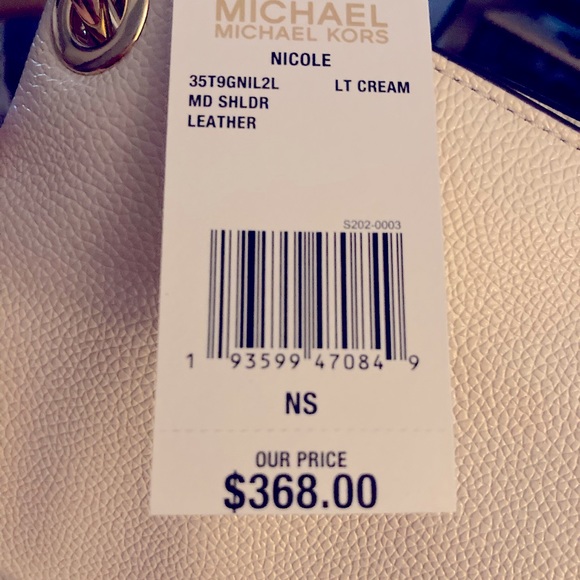 MICHAEL
MICHAEL KORS
NICOLE
35T9GNIL2L LT CREAM
MD SHLDR
LEATHER
S202-0003
1 93599 47084 9
NS
OUR PRICE
$368.00